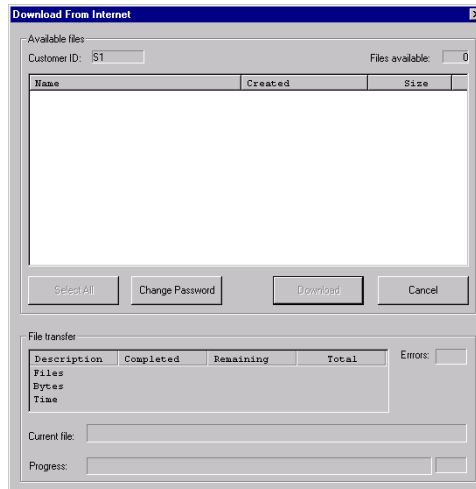 Download From Internet
Available files
Customer ID: S1 Files available: 0
Name Created Size
Select All Change Password Download Cancel
File transfer
Description Completed Remaining Total Errrors:
Files
Bytes
Time
Current file:
Progress: